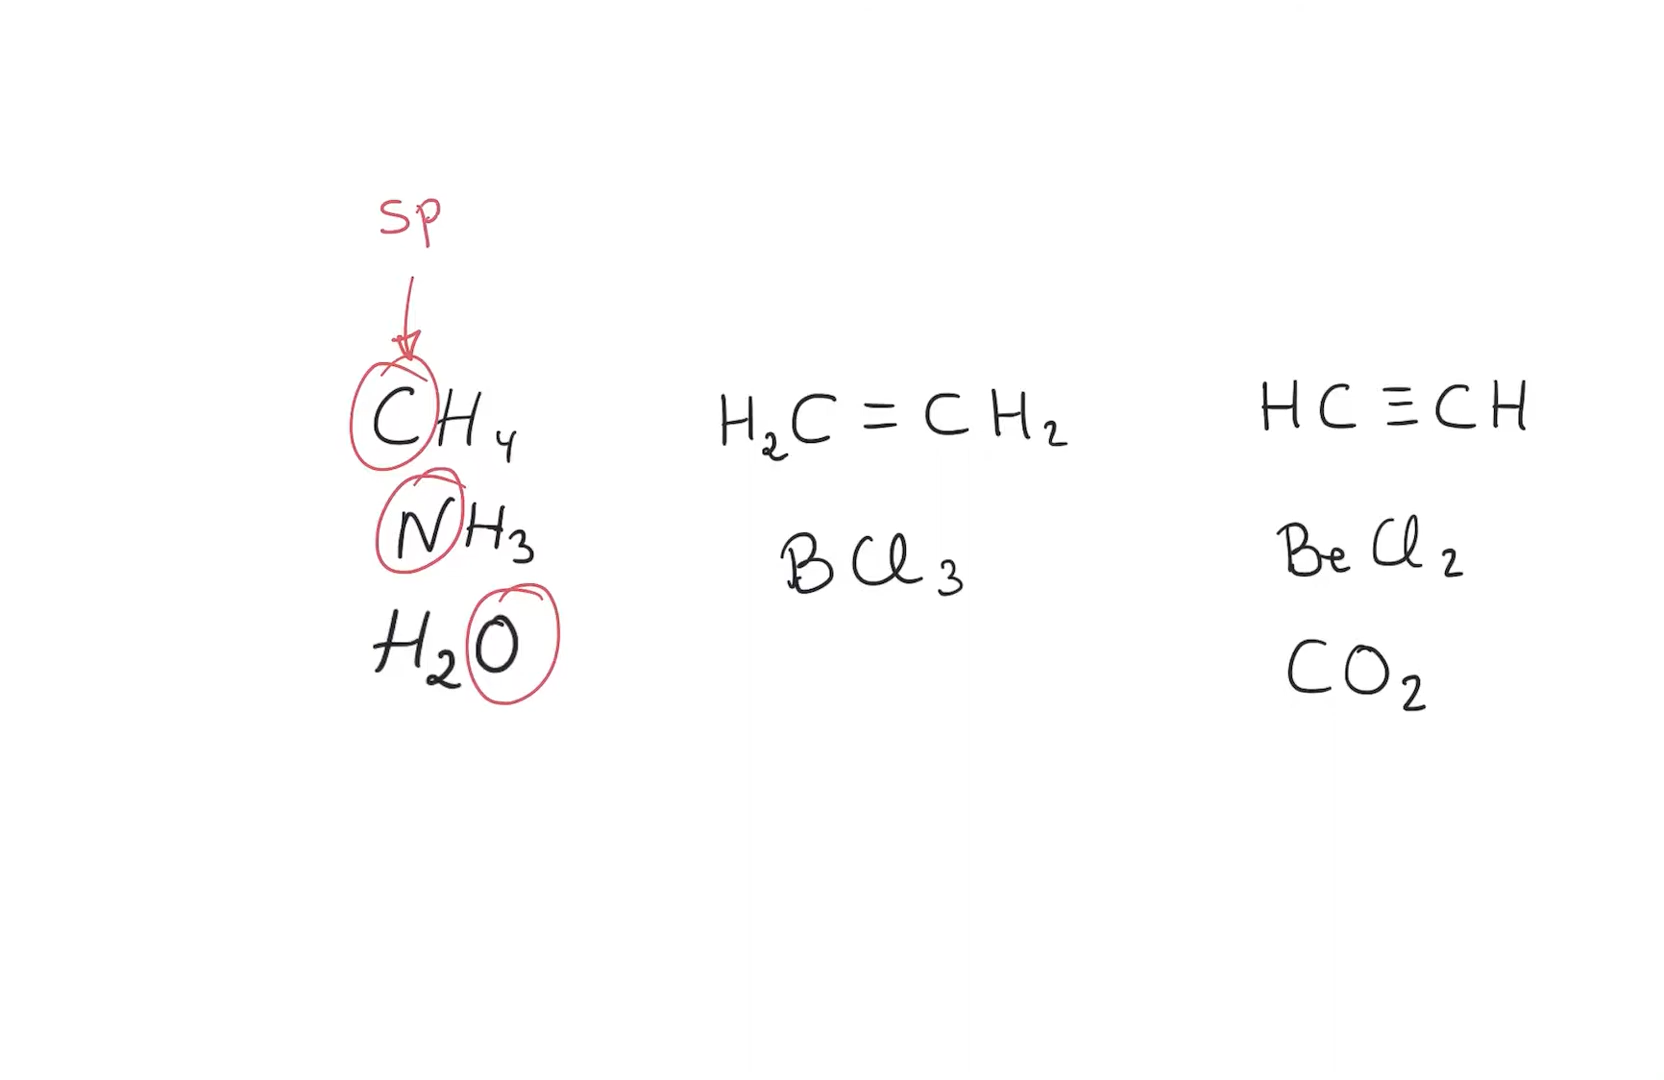 sp
CH₄
NH₃
H₂O
H₂C=CH₂
BCl₃
HC≡CH
BeCl₂
CO₂